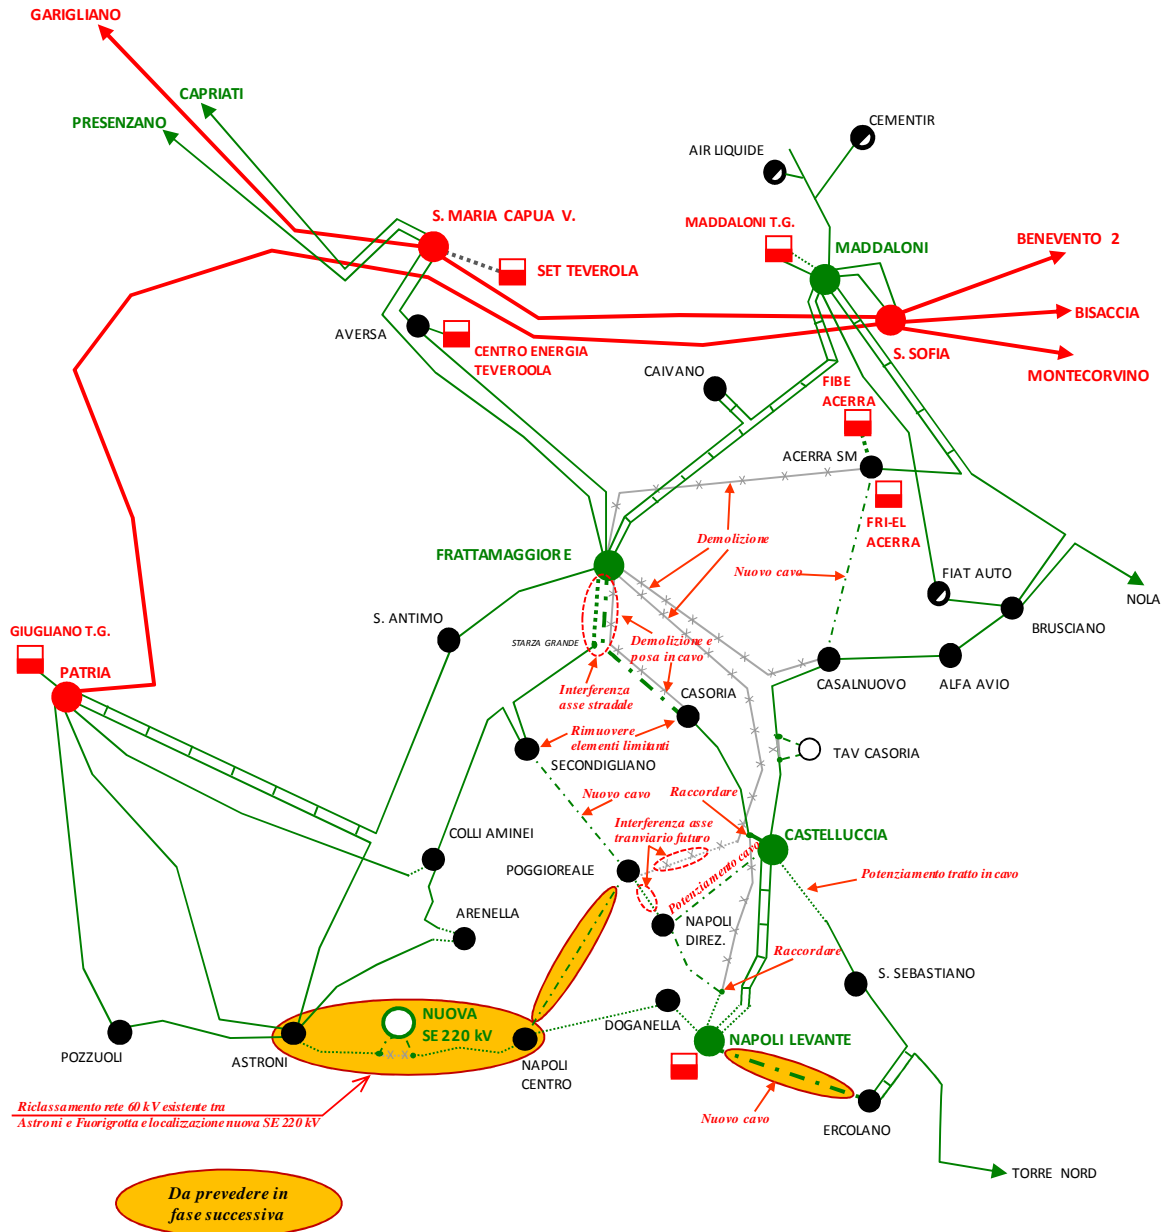 GARIGLIANO
CAPRIATI
PRESENZANO
CEMENTIR
AIR LIQUIDE
S. MARIA CAPUA V.
MADDALONI T.G.
MADDALONI
BENEVENTO 2
SET TEVEROLA
BISACCIA
AVERSA
CENTRO ENERGIA
TEVEROOLA
S. SOFIA
MONTECORVINO
CAIVANO
FIBE
ACERRA
ACERRA SM
FRI-EL
ACERRA
Demolizione
FRATTAMAGGIORE
Nuovo cavo
FIAT AUTO
NOLA
S. ANTIMO
BRUSCIANO
GIUGLIANO T.G.
STARZA GRANDE
Demolizione e
posa in cavo
PATRIA
CASALNUOVO
ALFA AVIO
Interferenza
asse stradale
CASORIA
Rimuovere
elementi limitanti
TAV CASORIA
SECONDIGLIANO
Nuovo cavo
Raccordare
Interferenza asse
tranviario futuro
COLLI AMINEI
CASTELLUCCIA
POGGIOREALE
Potenziamento cavo
Potenziamento tratto in cavo
ARENELLA
NAPOLI
DIREZ.
Raccordare
S. SEBASTIANO
NUOVA
SE 220 kV
DOGANELLA
POZZUOLI
ASTRONI
NAPOLI
CENTRO
NAPOLI LEVANTE
Riclassamento rete 60 kV esistente tra
Astroni e Fuorigrotta e localizzazione nuova SE 220 kV
Nuovo cavo
ERCOLANO
TORRE NORD
Da prevedere in
fase successiva